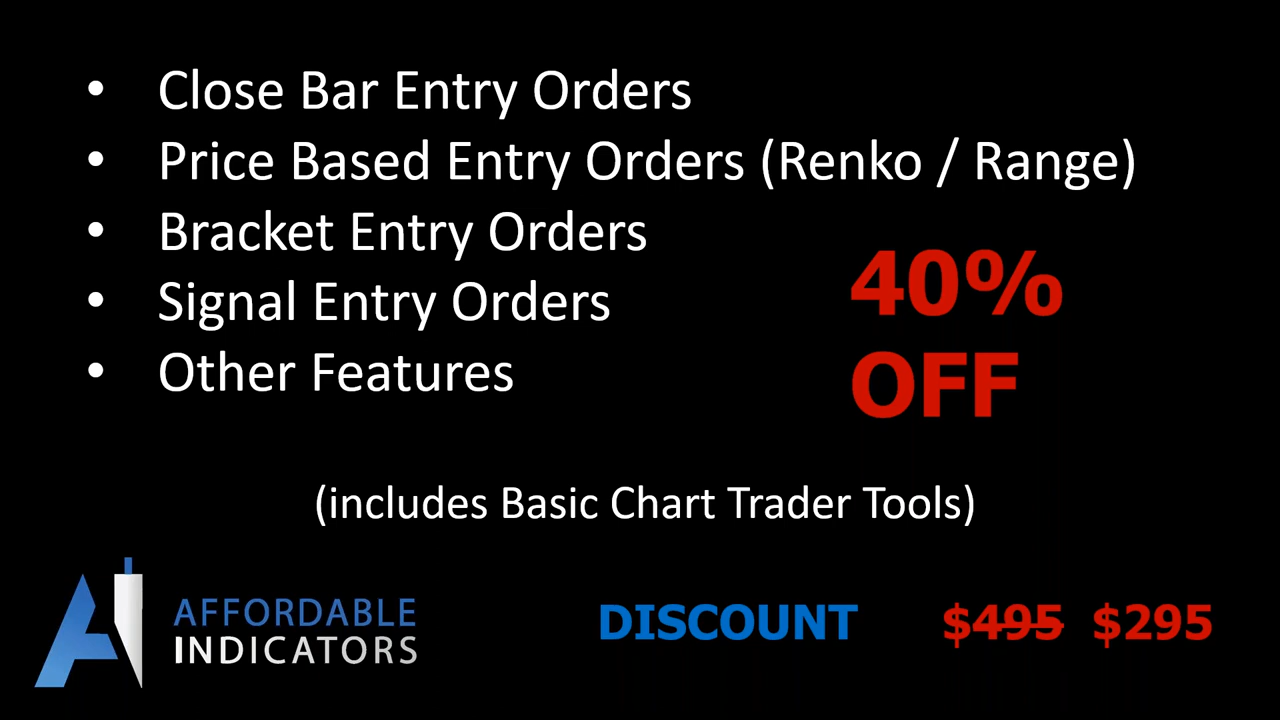 • Close Bar Entry Orders
• Price Based Entry Orders (Renko / Range)
• Bracket Entry Orders
• Signal Entry Orders
• Other Features
40%
OFF
(includes Basic Chart Trader Tools)
AFFORDABLE
INDICATORS
DISCOUNT $495 $295